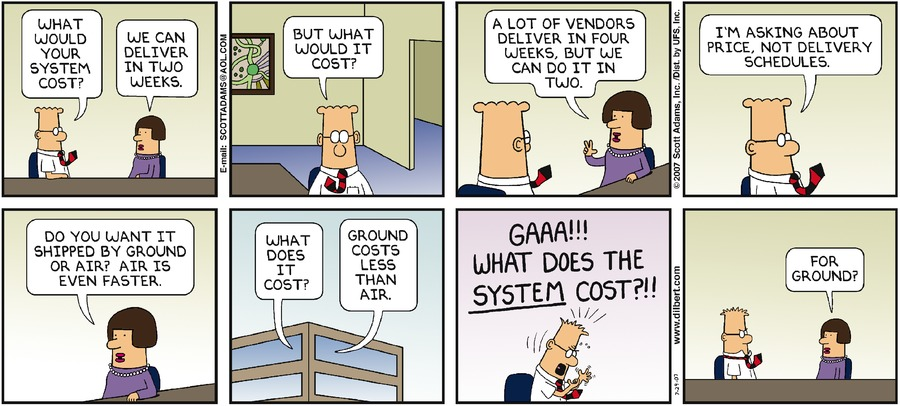 WHAT
WOULD
YOUR
SYSTEM
COST?
WE CAN
DELIVER
IN TWO
WEEKS.
E-mail: SCOTTADAMS@AOL.COM
BUT WHAT
WOULD IT
COST?
A LOT OF VENDORS
DELIVER IN FOUR
WEEKS, BUT WE
CAN DO IT IN
TWO.
© 2007 Scott Adams, Inc. /Dist. by UFS, Inc.
I'M ASKING ABOUT
PRICE, NOT DELIVERY
SCHEDULES.
DO YOU WANT IT
SHIPPED BY GROUND
OR AIR? AIR IS
EVEN FASTER.
WHAT
DOES
IT
COST?
GROUND
COSTS
LESS
THAN
AIR.
GAAA!!!
WHAT DOES THE
SYSTEM COST?!!
www.dilbert.com
7-29-07
FOR
GROUND?